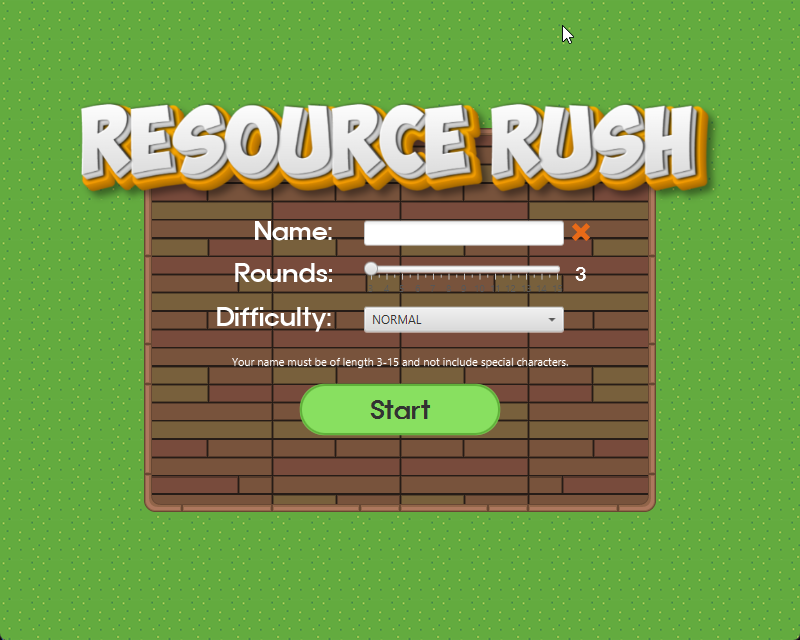 RESOURCE RUSH
Name:
Rounds: 3
Difficulty: NORMAL
Your name must be of length 3-15 and not include special characters.
Start